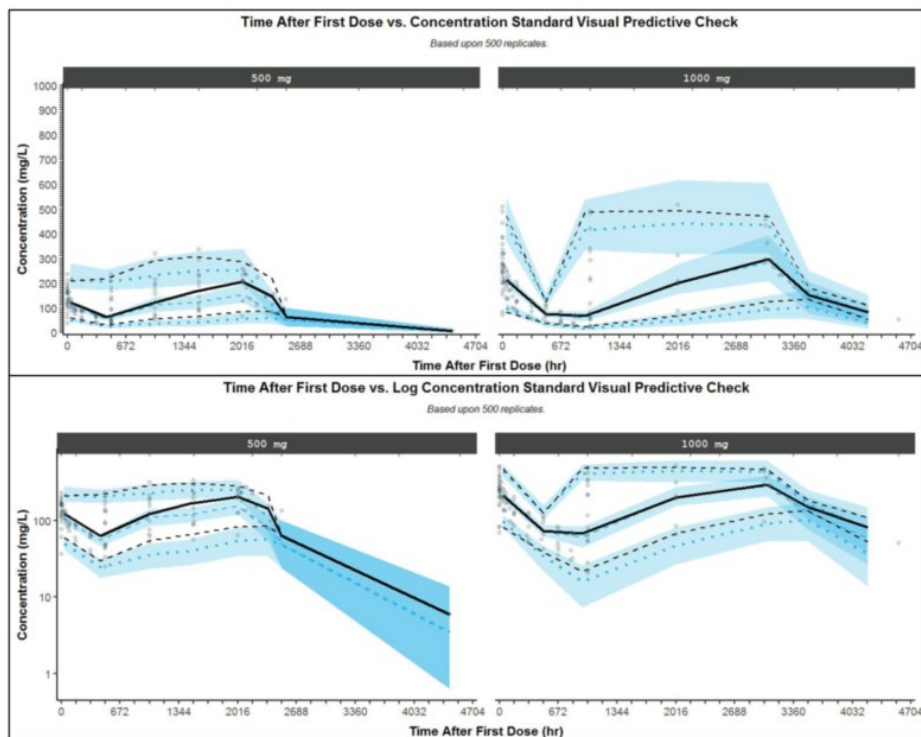 Time After First Dose vs. Concentration Standard Visual Predictive Check
Based upon 500 replicates.
500 mg
1000 mg
Concentration (mg/L)
1000
900
800
700
600
500
400
300
200
100
0
0 672 1344 2016 2688 3360 4032 4704
0 672 1344 2016 2688 3360 4032 4704
Time After First Dose (hr)
Time After First Dose (hr)
Time After First Dose vs. Log Concentration Standard Visual Predictive Check
Based upon 500 replicates.
500 mg
1000 mg
Concentration (mg/L)
100
10
1
0 672 1344 2016 2688 3360 4032 4704
0 672 1344 2016 2688 3360 4032 4704
Time After First Dose (hr)
Time After First Dose (hr)